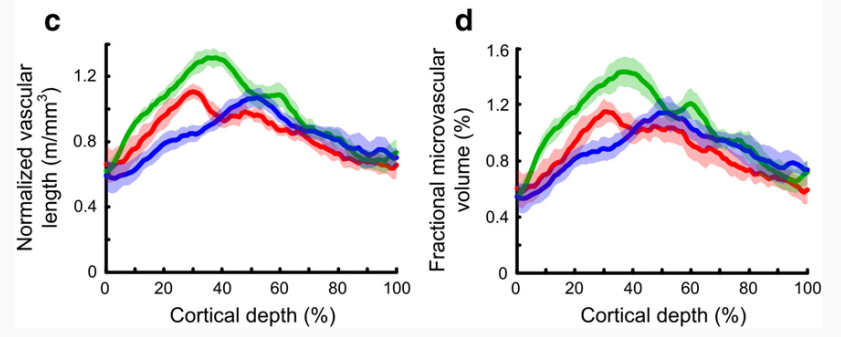 c
Normalized vascular
length (m/mm³)
1.2
0.8
0.4
0
0 20 40 60 80 100
Cortical depth (%)
d
Fractional microvascular
volume (%)
1.6
1.2
0.8
0.4
0
0 20 40 60 80 100
Cortical depth (%)